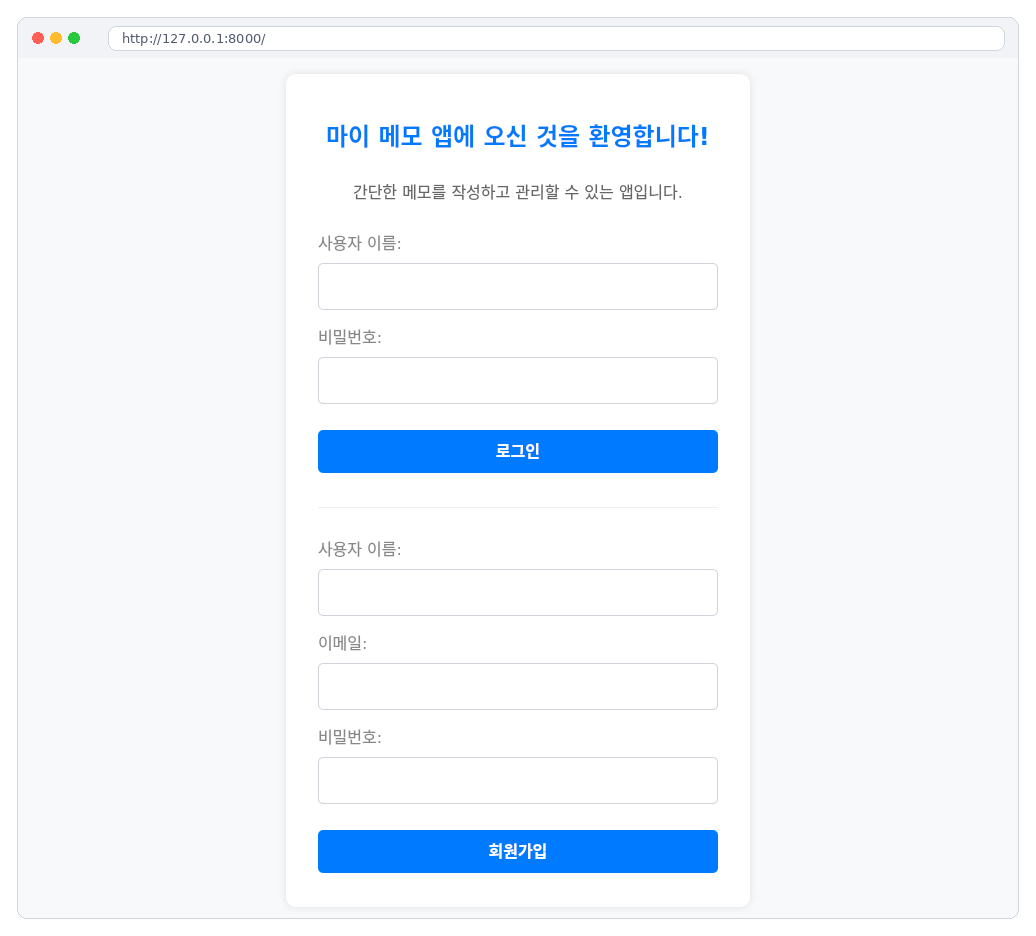 http://127.0.0.1:8000/
마이 메모 앱에 오신 것을 환영합니다!
간단한 메모를 작성하고 관리할 수 있는 앱입니다.
사용자 이름:
비밀번호:
로그인
사용자 이름:
이메일:
비밀번호:
회원가입